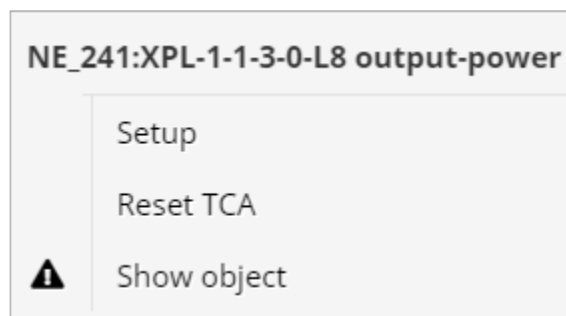 NE_241:XPL-1-1-3-0-L8 output-power
Setup
Reset TCA
Show object